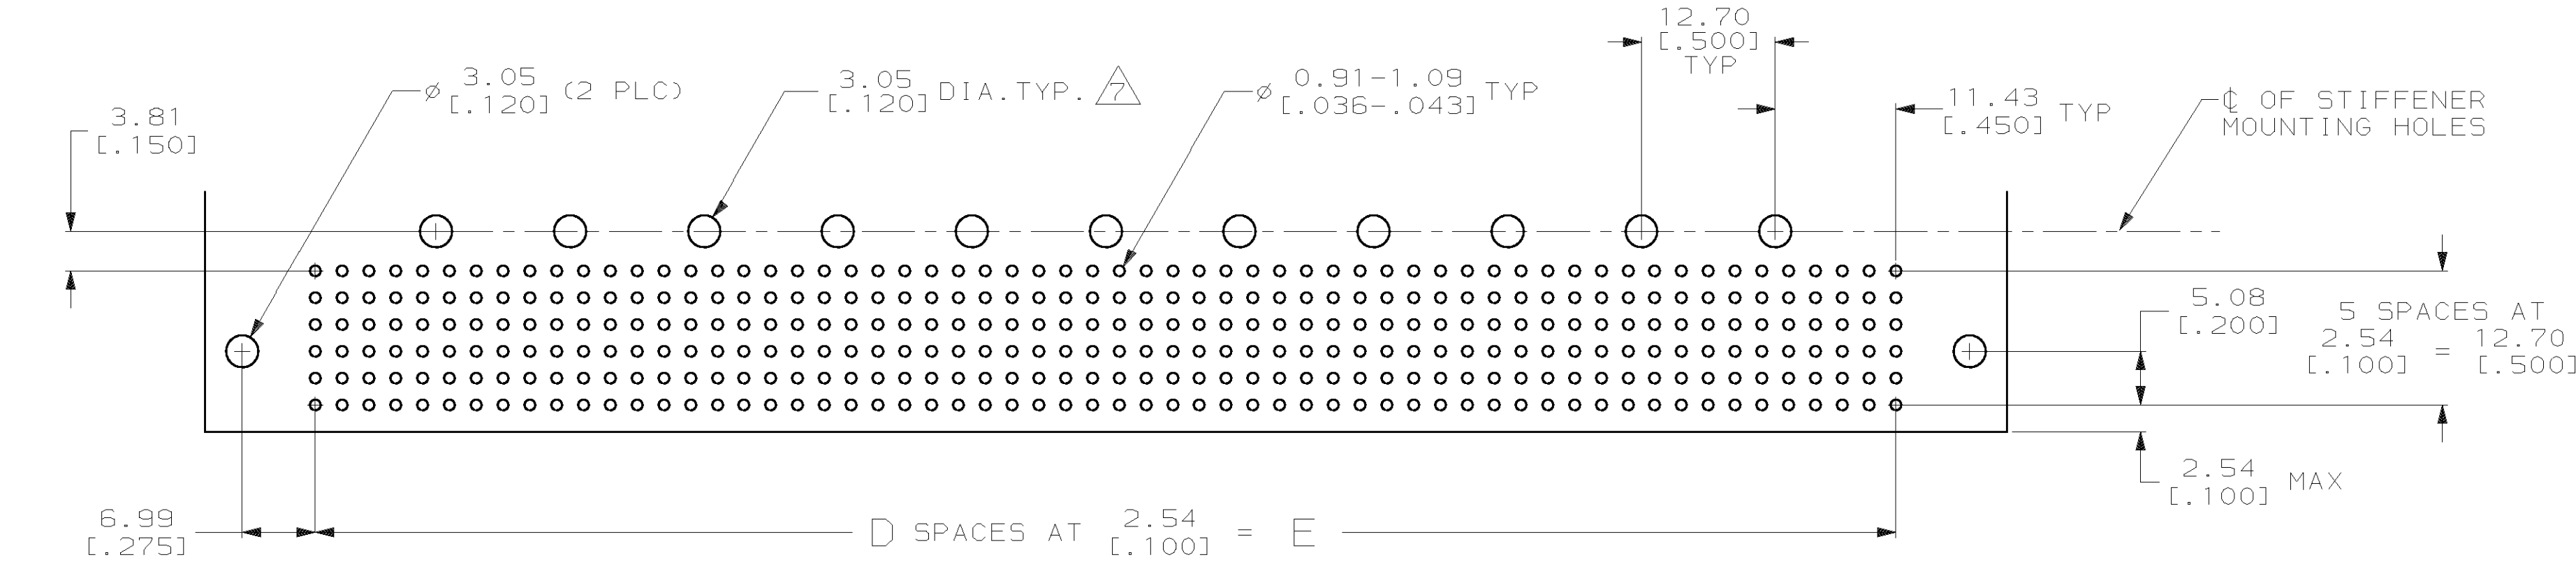 12.70
[.500]
TYP
ø 3.05 (2 PLC)
[.120]
3.05 DIA.TYP. 7
[.120]
ø 0.91-1.09 TYP
[.036-.043]
11.43 TYP
[.450]
℄ OF STIFFENER
MOUNTING HOLES
3.81
[.150]
5.08
[.200]
5 SPACES AT
2.54 = 12.70
[.100] [.500]
2.54 MAX
[.100]
6.99
[.275]
D SPACES AT 2.54 = E
[.100]